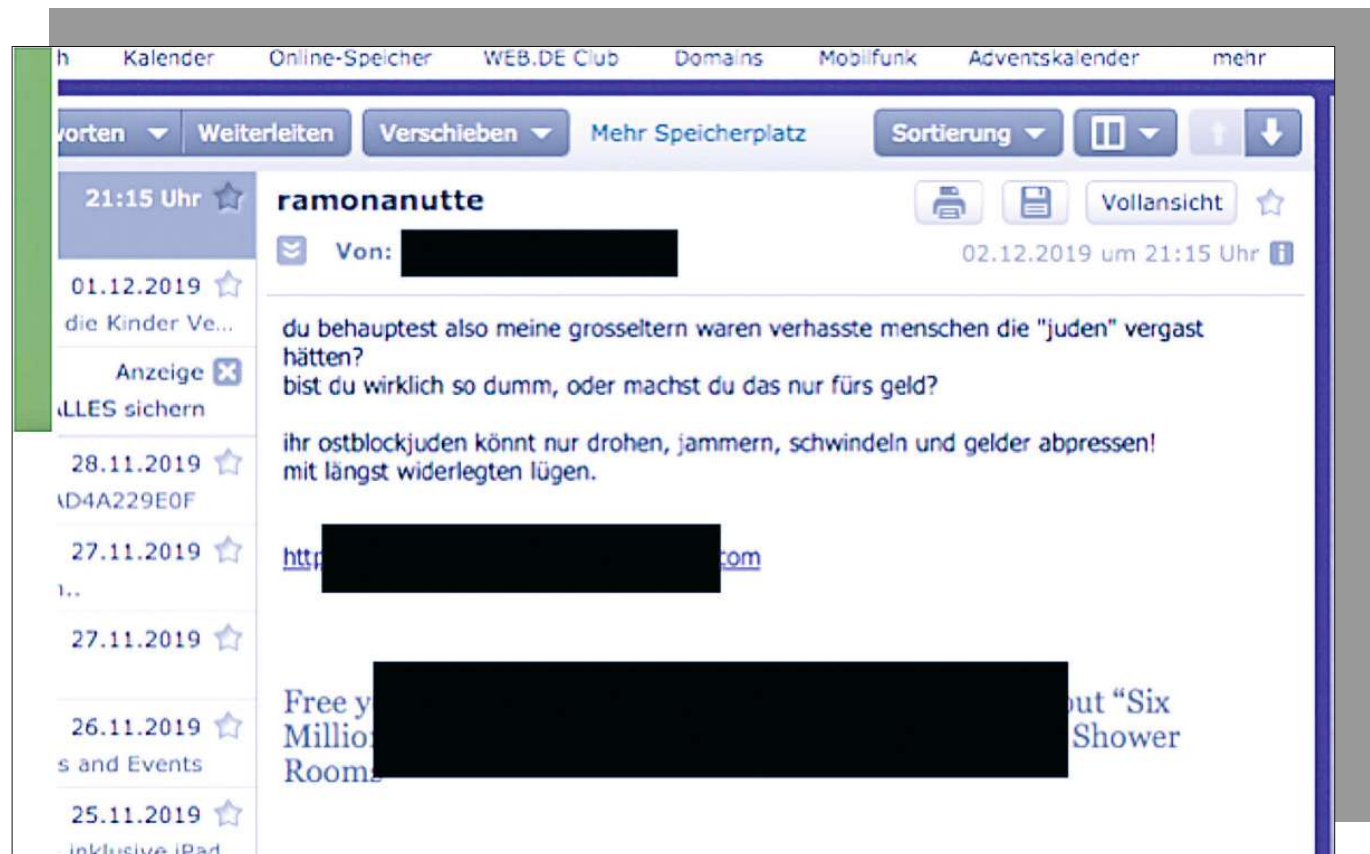 Kalender Online-Speicher WEB.DE Club Domains Mobilfunk Adventskalender mehr
worten Weiterleiten Verschieben Mehr Speicherplatz Sortierung
21:15 Uhr
ramonanutte
Vollansicht
Von:
02.12.2019 um 21:15 Uhr
01.12.2019
die Kinder Ve...
Anzeige
ALLES sichern
28.11.2019
AD4A229E0F
27.11.2019
27.11.2019
26.11.2019
s and Events
25.11.2019
inklusive iPad
du behauptest also meine grosseltern waren verhasste menschen die "juden" vergast
hätten?
bist du wirklich so dumm, oder machst du das nur fürs geld?
ihr ostblockjuden könnt nur drohen, jammern, schwindeln und gelder abpressen!
mit längst widerlegten lügen.
http com
Free y out “Six
Millio Shower
Rooms